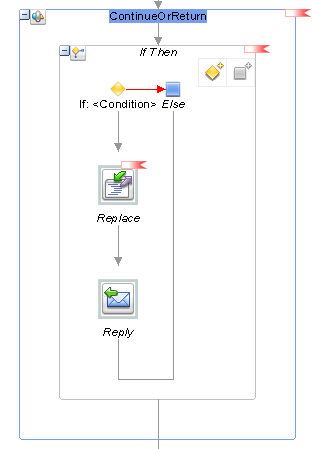 ContinueOrReturn
If Then
If: <Condition> Else
Replace
Reply